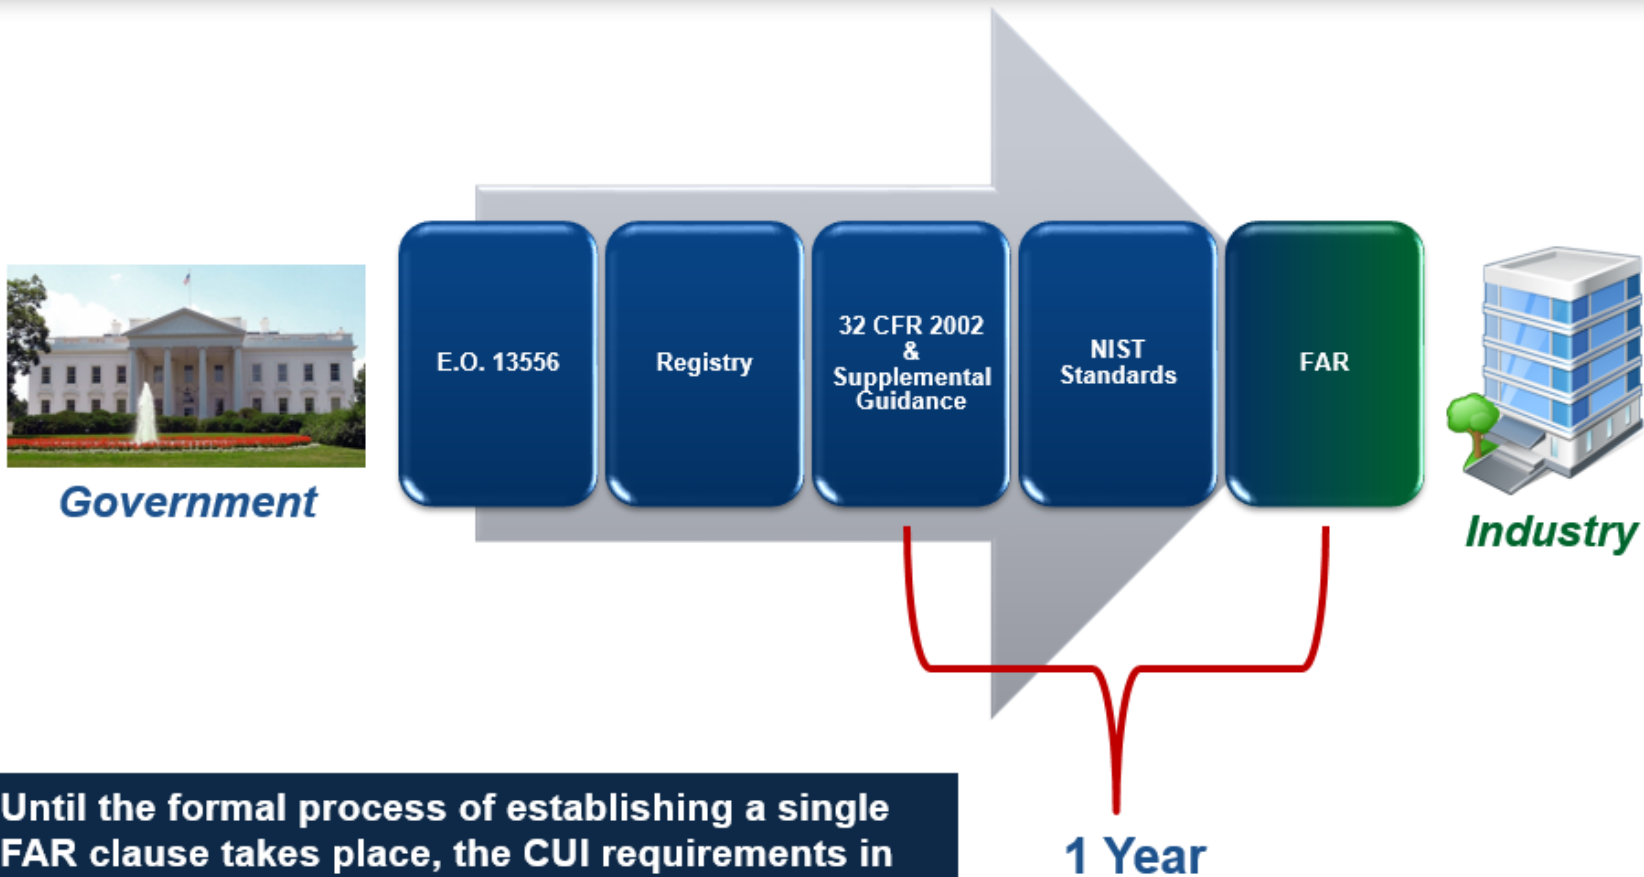 E.O. 13556
Registry
32 CFR 2002
&
Supplemental
Guidance
NIST
Standards
FAR
Government
Industry
Until the formal process of establishing a single
FAR clause takes place, the CUI requirements in
1 Year